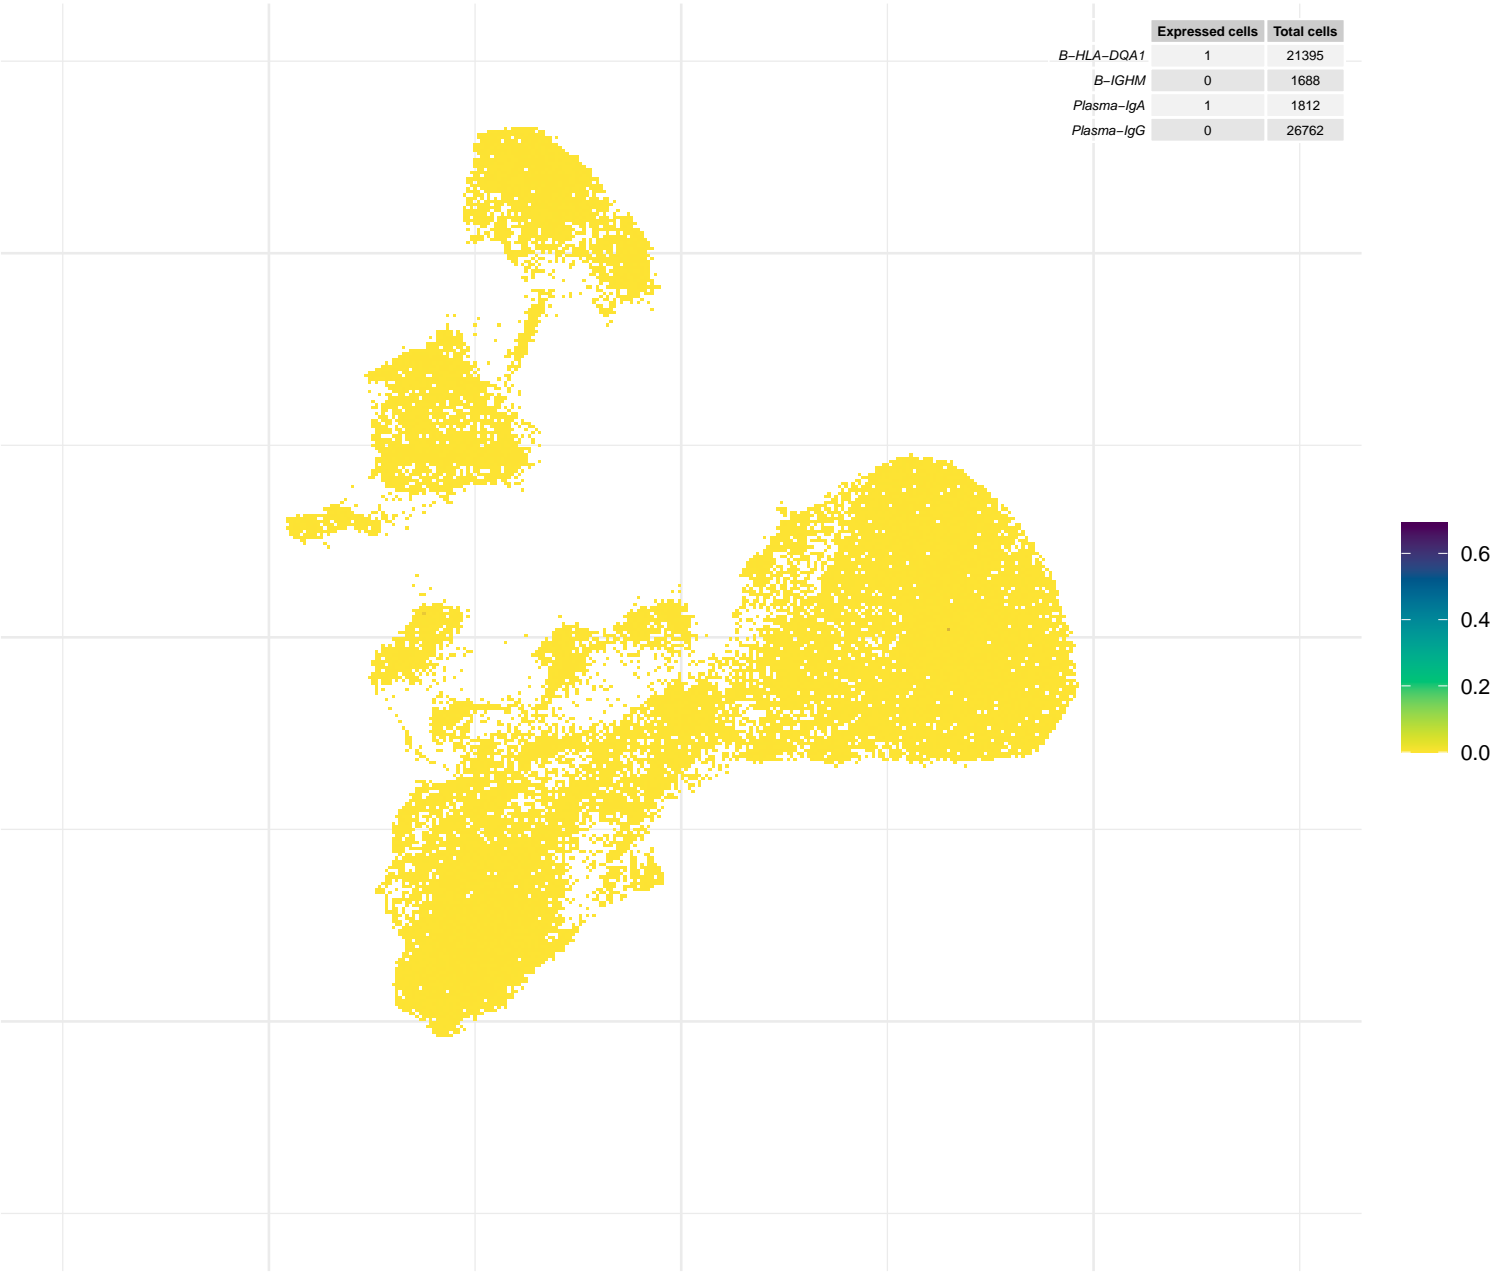 Expressed cells Total cells
B−HLA−DQA1 1 21395
B−IGHM 0 1688
Plasma−IgA 1 1812
Plasma−IgG 0 26762
0.6
0.4
0.2
0.0